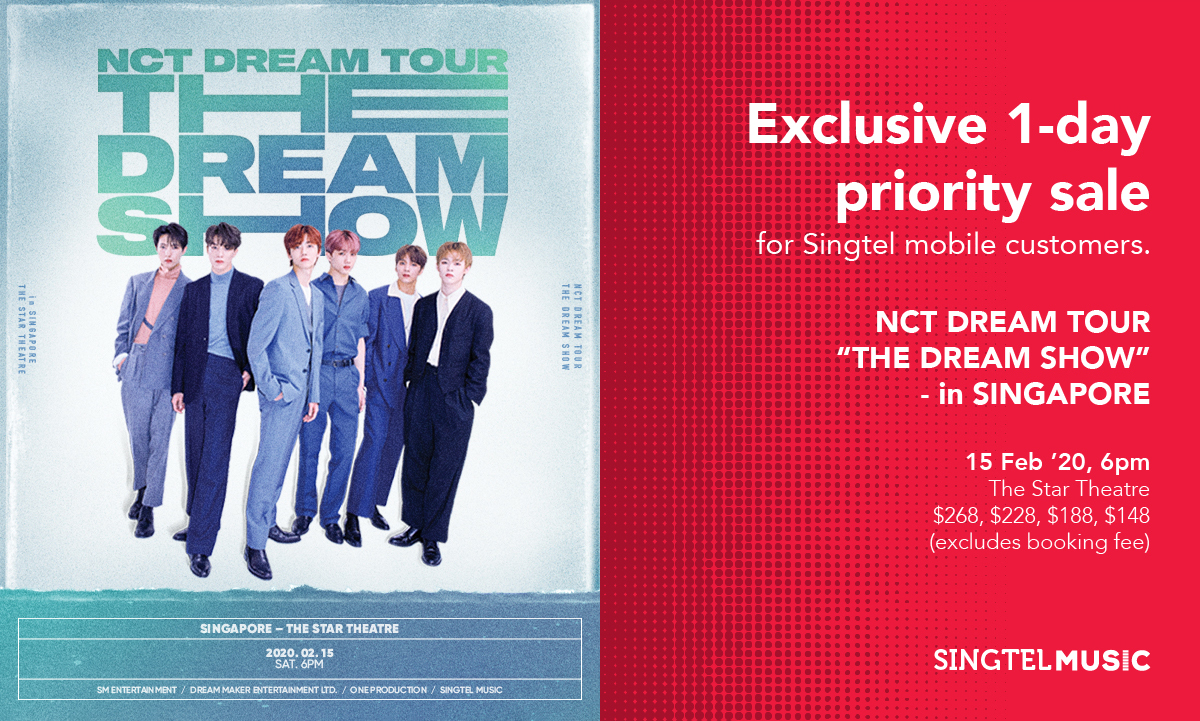 NCT DREAM TOUR
THE
DREAM
SHOW
in SINGAPORE
THE STAR THEATRE
NCT DREAM TOUR
THE DREAM SHOW
SINGAPORE – THE STAR THEATRE
2020. 02. 15
SAT. 6PM
SM ENTERTAINMENT / DREAM MAKER ENTERTAINMENT LTD. / ONE PRODUCTION / SINGTEL MUSIC
Exclusive 1-day
priority sale
for Singtel mobile customers.
NCT DREAM TOUR
“THE DREAM SHOW”
- in SINGAPORE
15 Feb ’20, 6pm
The Star Theatre
$268, $228, $188, $148
(excludes booking fee)
SINGTEL MUSIC